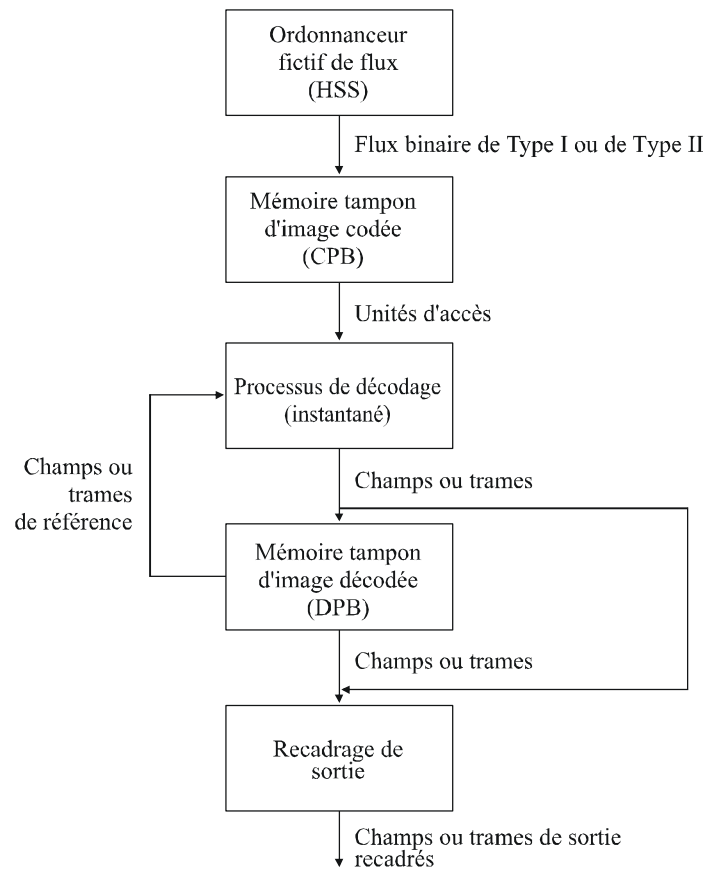 Ordonnanceur
fictif de flux
(HSS)
Flux binaire de Type I ou de Type II
Mémoire tampon
d'image codée
(CPB)
Unités d'accès
Processus de décodage
(instantané)
Champs ou
trames
de référence
Champs ou trames
Mémoire tampon
d'image décodée
(DPB)
Champs ou trames
Recadrage de
sortie
Champs ou trames de sortie
recadrés